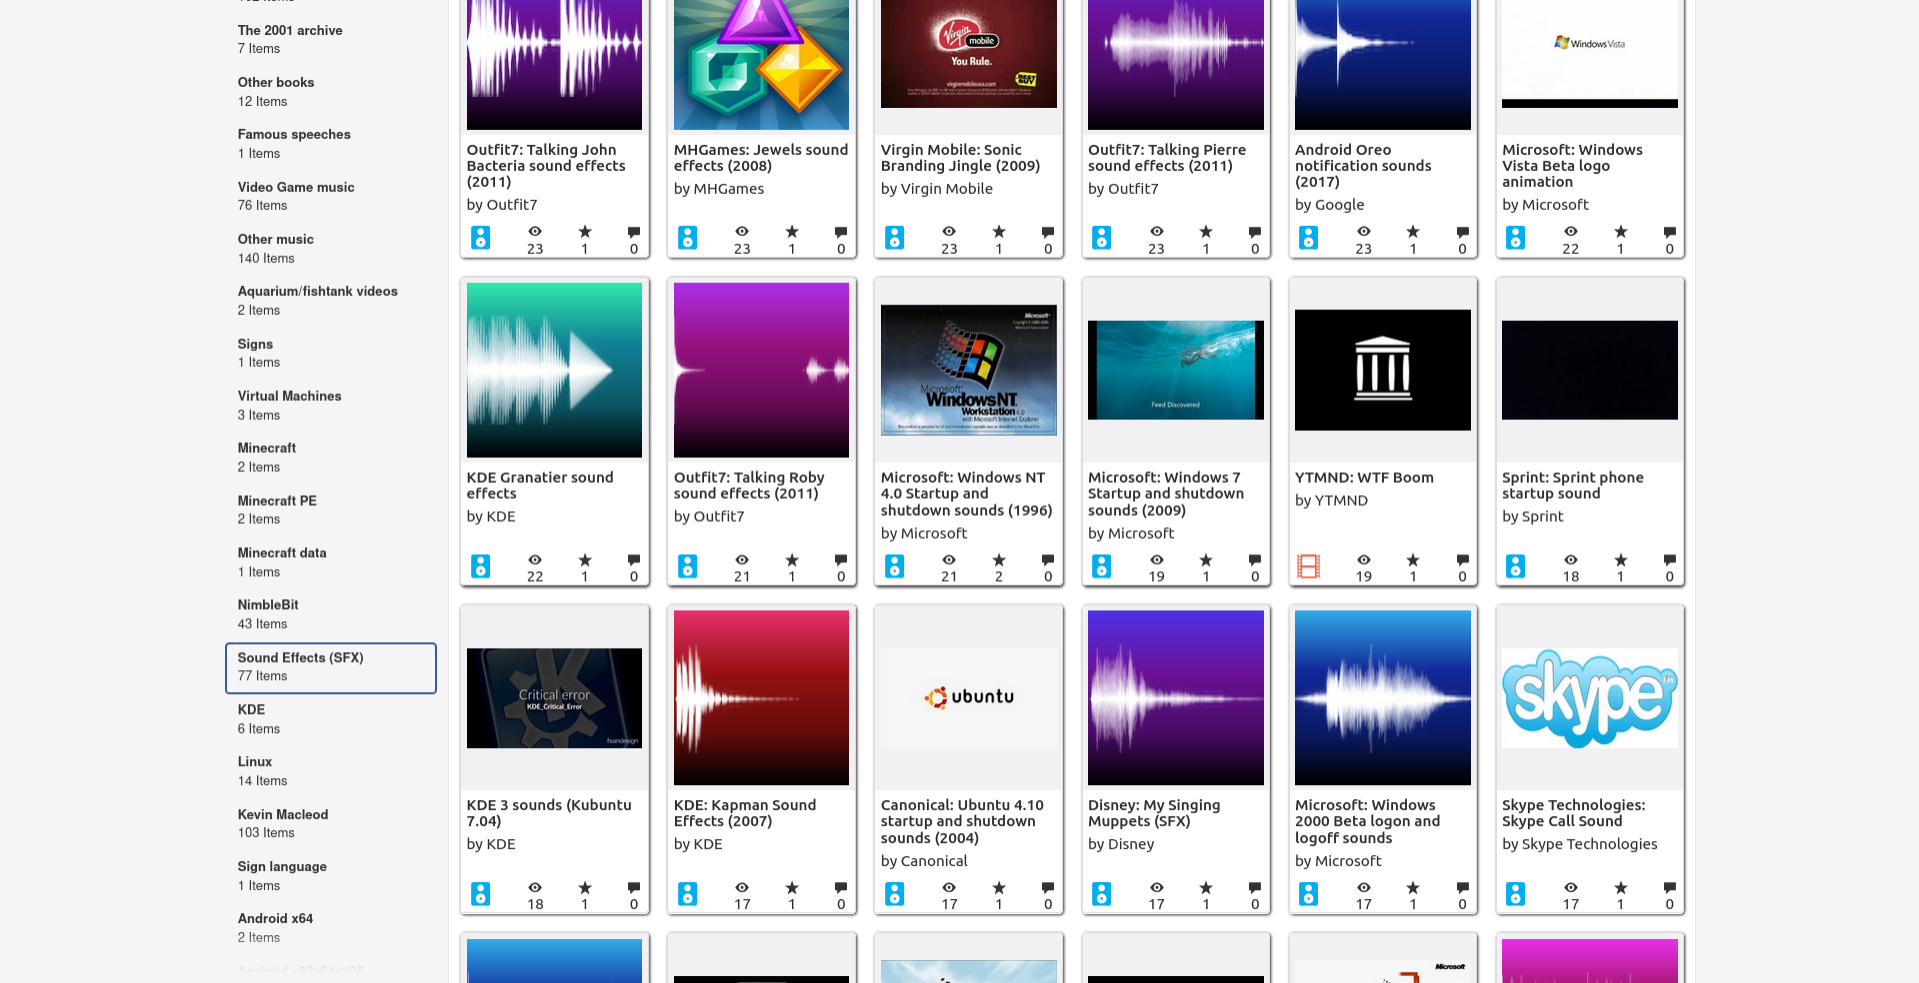 The 2001 archive
7 Items
Other books
12 Items
Famous speeches
1 Items
Video Game music
76 Items
Other music
140 Items
Aquarium/fishtank videos
2 Items
Signs
1 Items
Virtual Machines
3 Items
Minecraft
2 Items
Minecraft PE
2 Items
Minecraft data
1 Items
NimbleBit
43 Items
Sound Effects (SFX)
77 Items
KDE
6 Items
Linux
14 Items
Kevin Macleod
103 Items
Sign language
1 Items
Android x64
2 Items
Virgin mobile
You Rule.
virginmobileusa.com
BEST BUY
Windows Vista
Outfit7: Talking John
Bacteria sound effects
(2011)
by Outfit7
23 1 0
MHGames: Jewels sound
effects (2008)
by MHGames
23 1 0
Virgin Mobile: Sonic
Branding Jingle (2009)
by Virgin Mobile
23 1 0
Outfit7: Talking Pierre
sound effects (2011)
by Outfit7
23 1 0
Android Oreo
notification sounds
(2017)
by Google
23 1 0
Microsoft: Windows
Vista Beta logo
animation
by Microsoft
22 1 0
KDE Granatier sound
effects
by KDE
22 1 0
Outfit7: Talking Roby
sound effects (2011)
by Outfit7
21 1 0
Microsoft
Microsoft
Windows NT
Workstation 4.0
with Microsoft Internet Explorer
Microsoft: Windows NT
4.0 Startup and
shutdown sounds (1996)
by Microsoft
21 2 0
Feed Discovered
Microsoft: Windows 7
Startup and shutdown
sounds (2009)
by Microsoft
19 1 0
YTMND: WTF Boom
by YTMND
19 1 0
Sprint: Sprint phone
startup sound
by Sprint
18 1 0
Critical error
KDE_Critical_Error
KDE 3 sounds (Kubuntu
7.04)
by KDE
18 1 0
KDE: Kapman Sound
Effects (2007)
by KDE
17 1 0
ubuntu
Canonical: Ubuntu 4.10
startup and shutdown
sounds (2004)
by Canonical
17 1 0
Disney: My Singing
Muppets (SFX)
by Disney
17 1 0
Microsoft: Windows
2000 Beta logon and
logoff sounds
by Microsoft
17 1 0
skype TM
Skype Technologies:
Skype Call Sound
by Skype Technologies
17 1 0
Microsoft